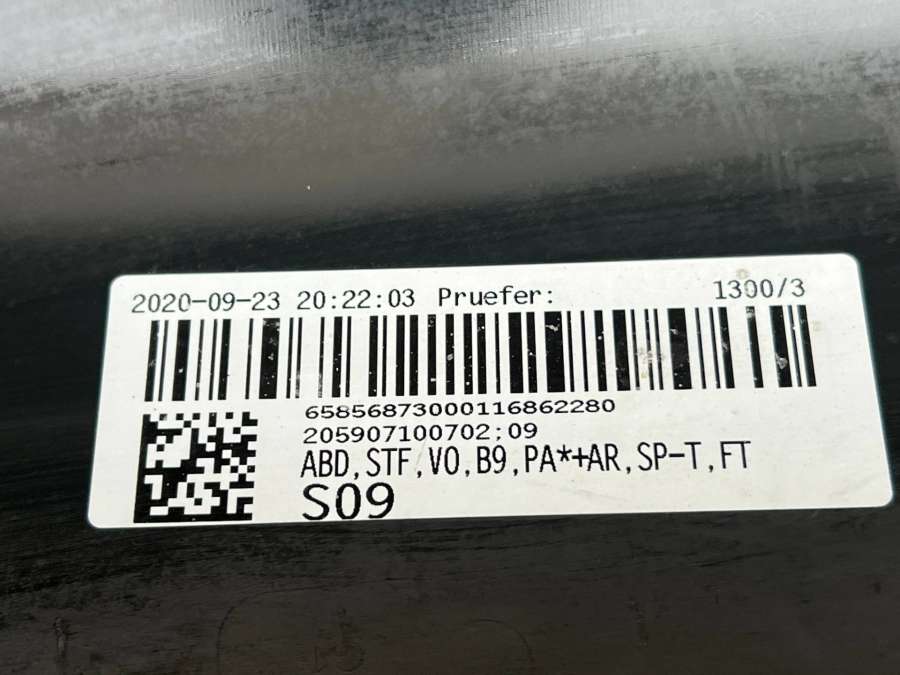 2020-09-23 20:22:03 Pruefer: 1300/3
65856873000116862280
205907100702;09
ABD,STF,VO,B9,PA*+AR,SP-T,FT
S09